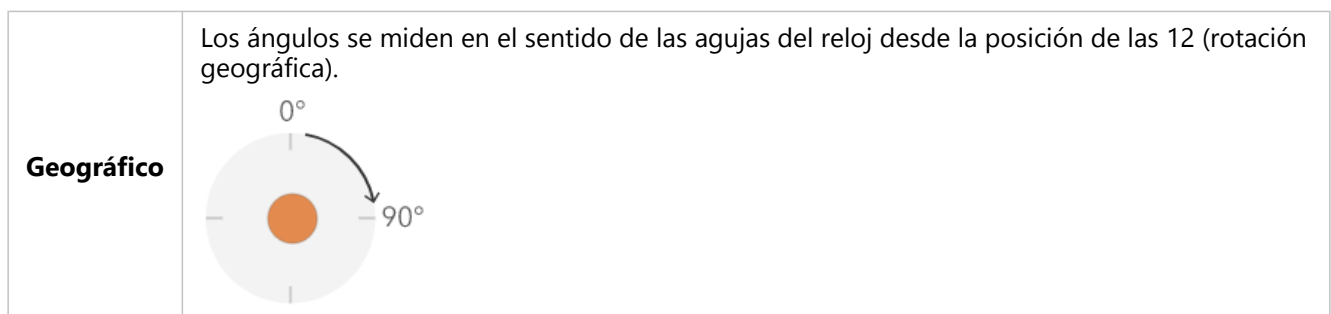 Los ángulos se miden en el sentido de las agujas del reloj desde la posición de las 12 (rotación
geográfica).
0°
Geográfico
90°